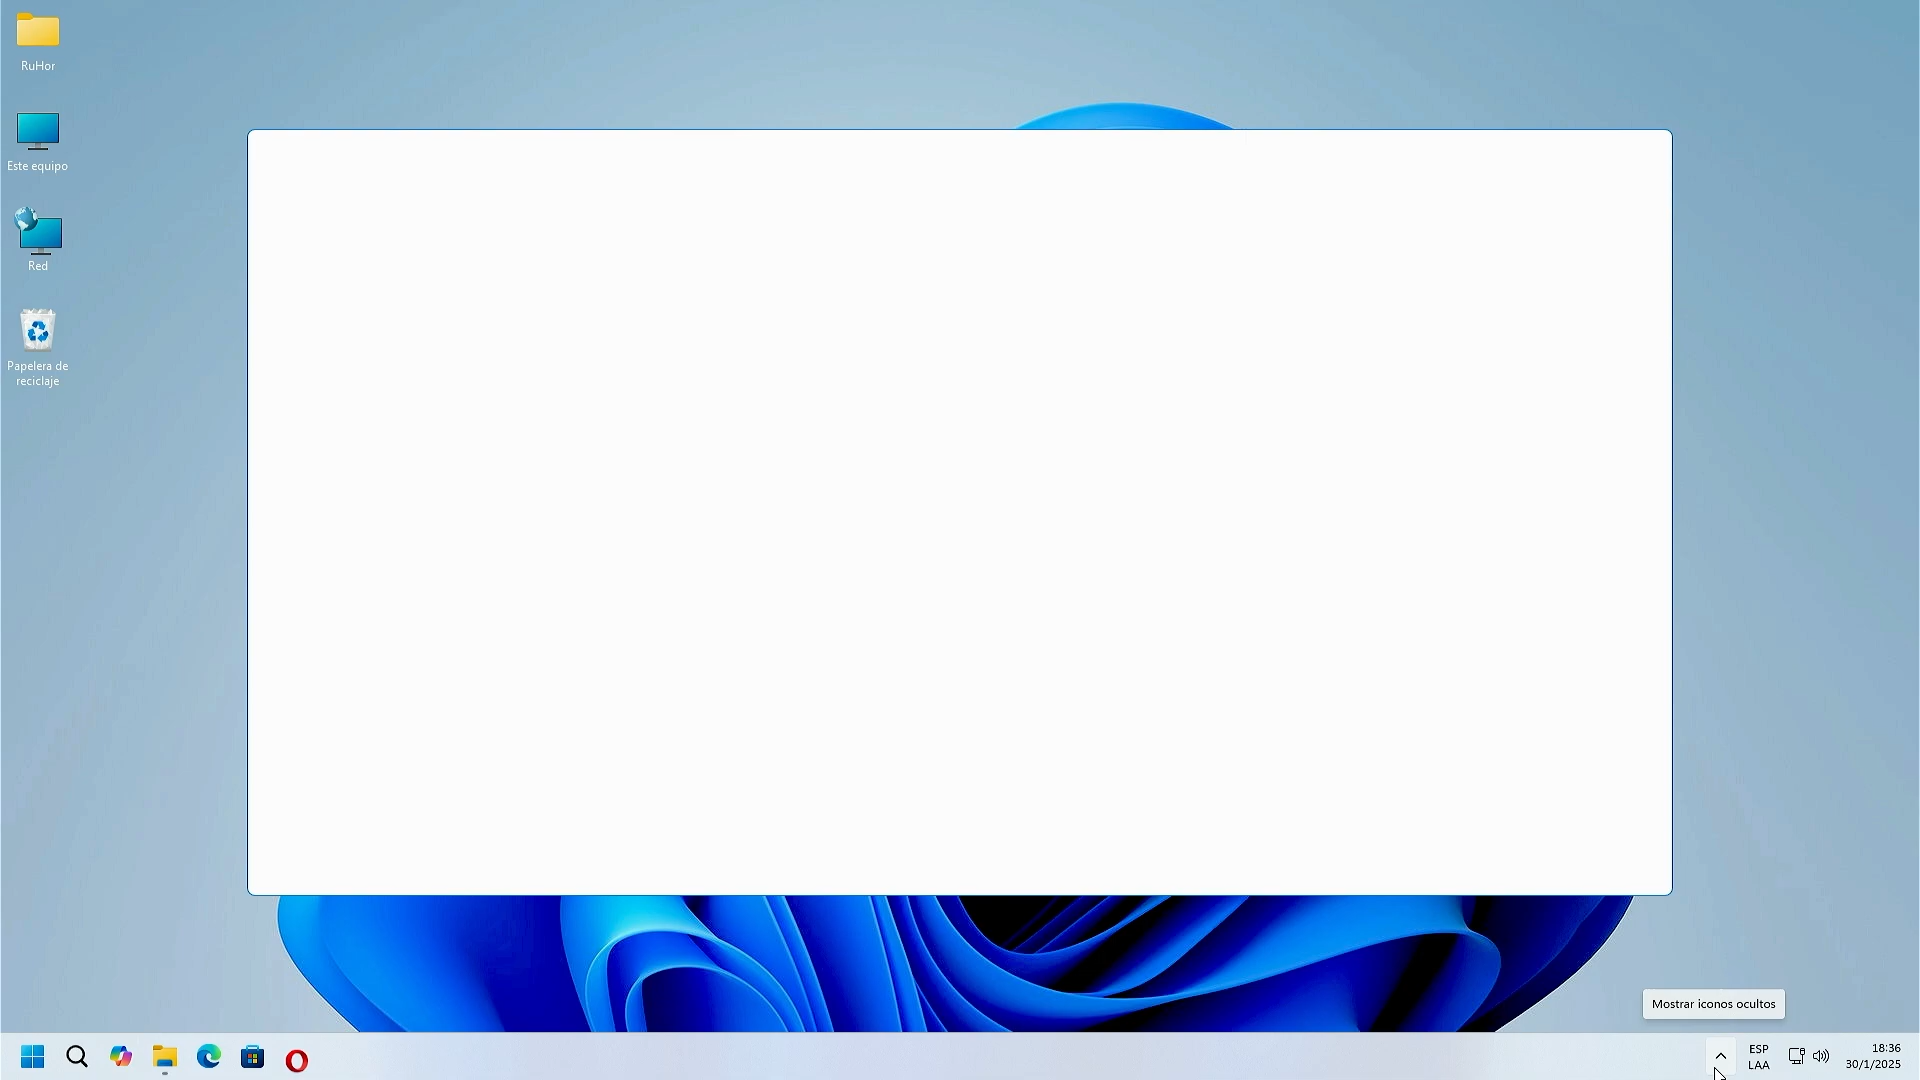 RuHor
Este equipo
Red
Papelera de
reciclaje
Mostrar iconos ocultos
ESP
LAA
18:36
30/1/2025